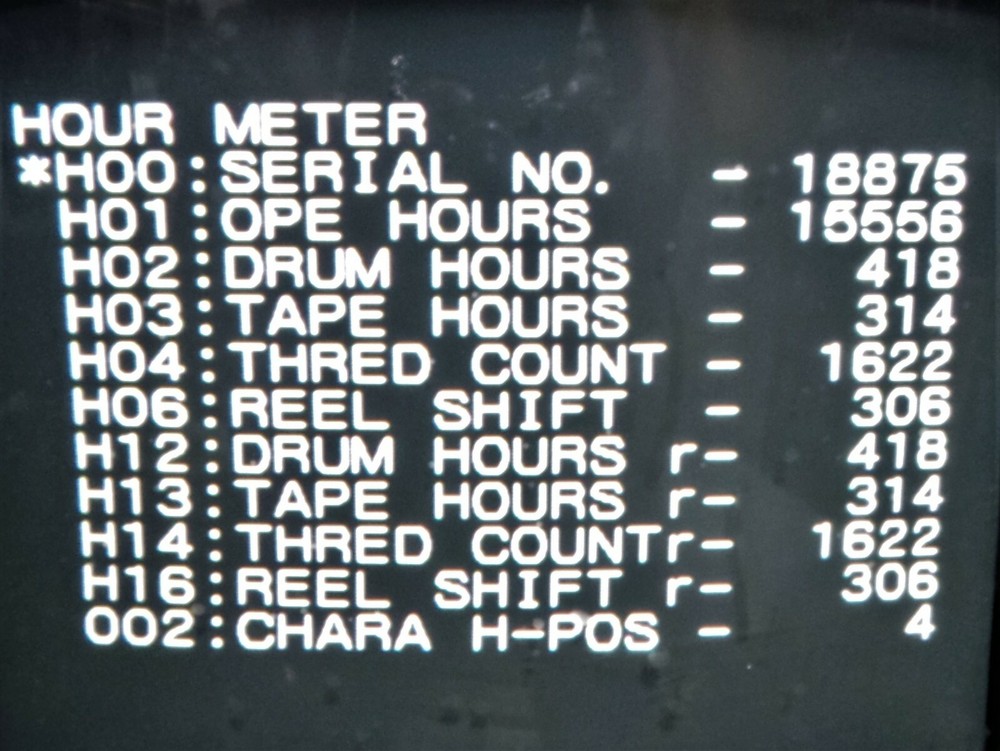 HOUR METER
*H00:SERIAL NO. - 18875
H01:OPE HOURS - 15556
H02:DRUM HOURS - 418
H03:TAPE HOURS - 314
H04:THRED COUNT - 1622
H06:REEL SHIFT - 306
H12:DRUM HOURS r- 418
H13:TAPE HOURS r- 314
H14:THRED COUNTr- 1622
H16:REEL SHIFT r- 306
002:CHARA H-POS - 4